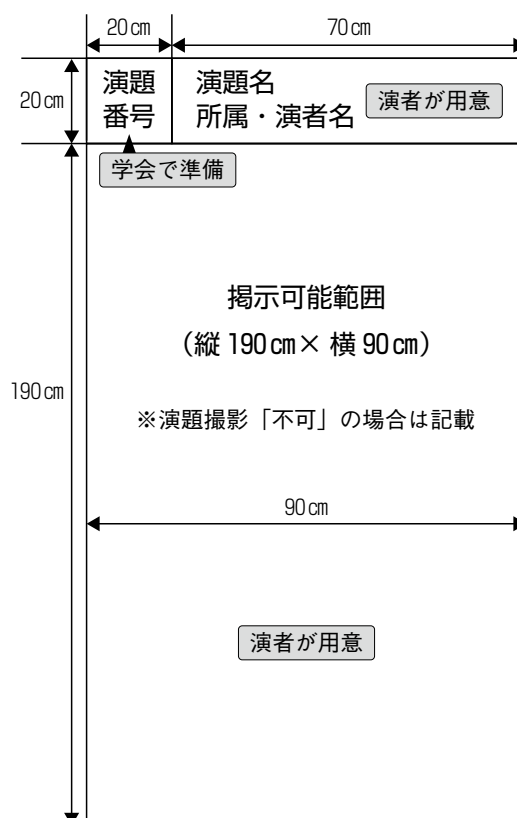 20㎝
70㎝
20㎝
演題
番号
演題名
所属・演者名
演者が用意
学会で準備
掲示可能範囲
（縦 190㎝× 横 90㎝）
190㎝
※演題撮影「不可」の場合は記載
90㎝
演者が用意